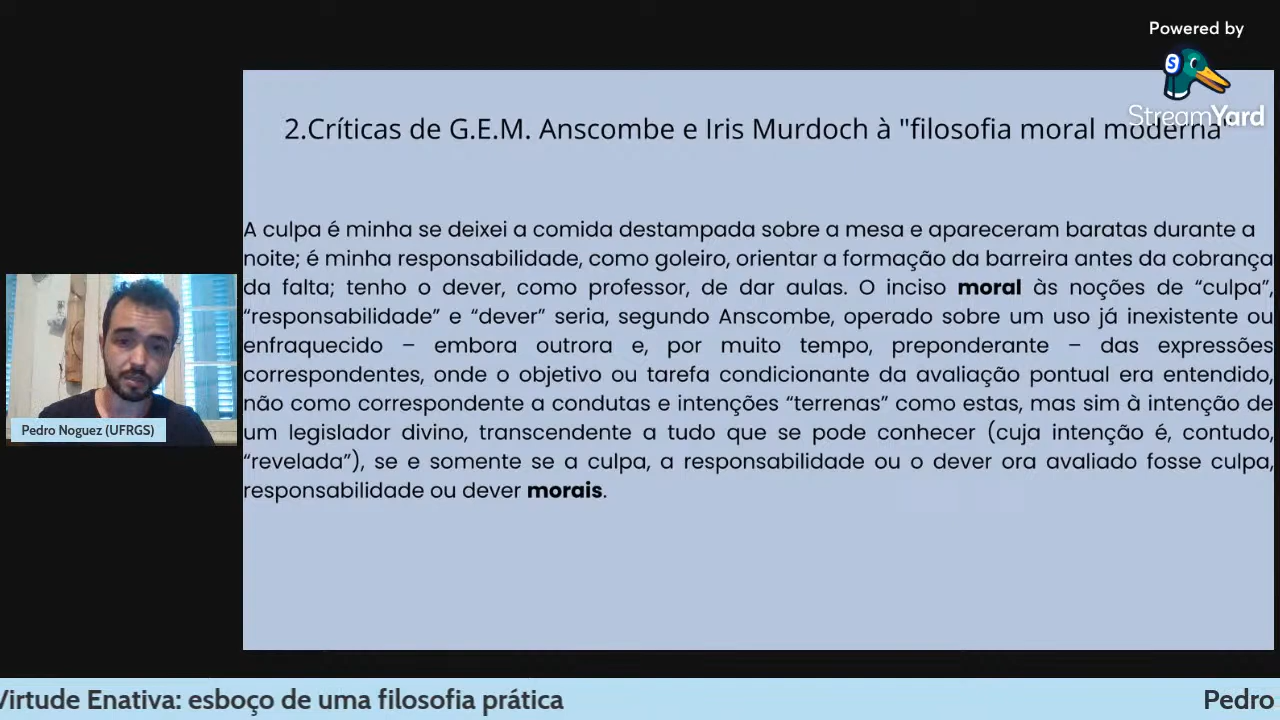 Powered by
StreamYard
2.Críticas de G.E.M. Anscombe e Iris Murdoch à "filosofia moral moderna"
A culpa é minha se deixei a comida destampada sobre a mesa e apareceram baratas durante a
noite; é minha responsabilidade, como goleiro, orientar a formação da barreira antes da cobrança
da falta; tenho o dever, como professor, de dar aulas. O inciso moral às noções de “culpa”,
“responsabilidade” e “dever” seria, segundo Anscombe, operado sobre um uso já inexistente ou
enfraquecido – embora outrora e, por muito tempo, preponderante – das expressões
correspondentes, onde o objetivo ou tarefa condicionante da avaliação pontual era entendido,
não como correspondente a condutas e intenções “terrenas” como estas, mas sim à intenção de
um legislador divino, transcendente a tudo que se pode conhecer (cuja intenção é, contudo,
“revelada”), se e somente se a culpa, a responsabilidade ou o dever ora avaliado fosse culpa,
responsabilidade ou dever morais.
Pedro Noguez (UFRGS)
Virtude Enativa: esboço de uma filosofia prática
Pedro